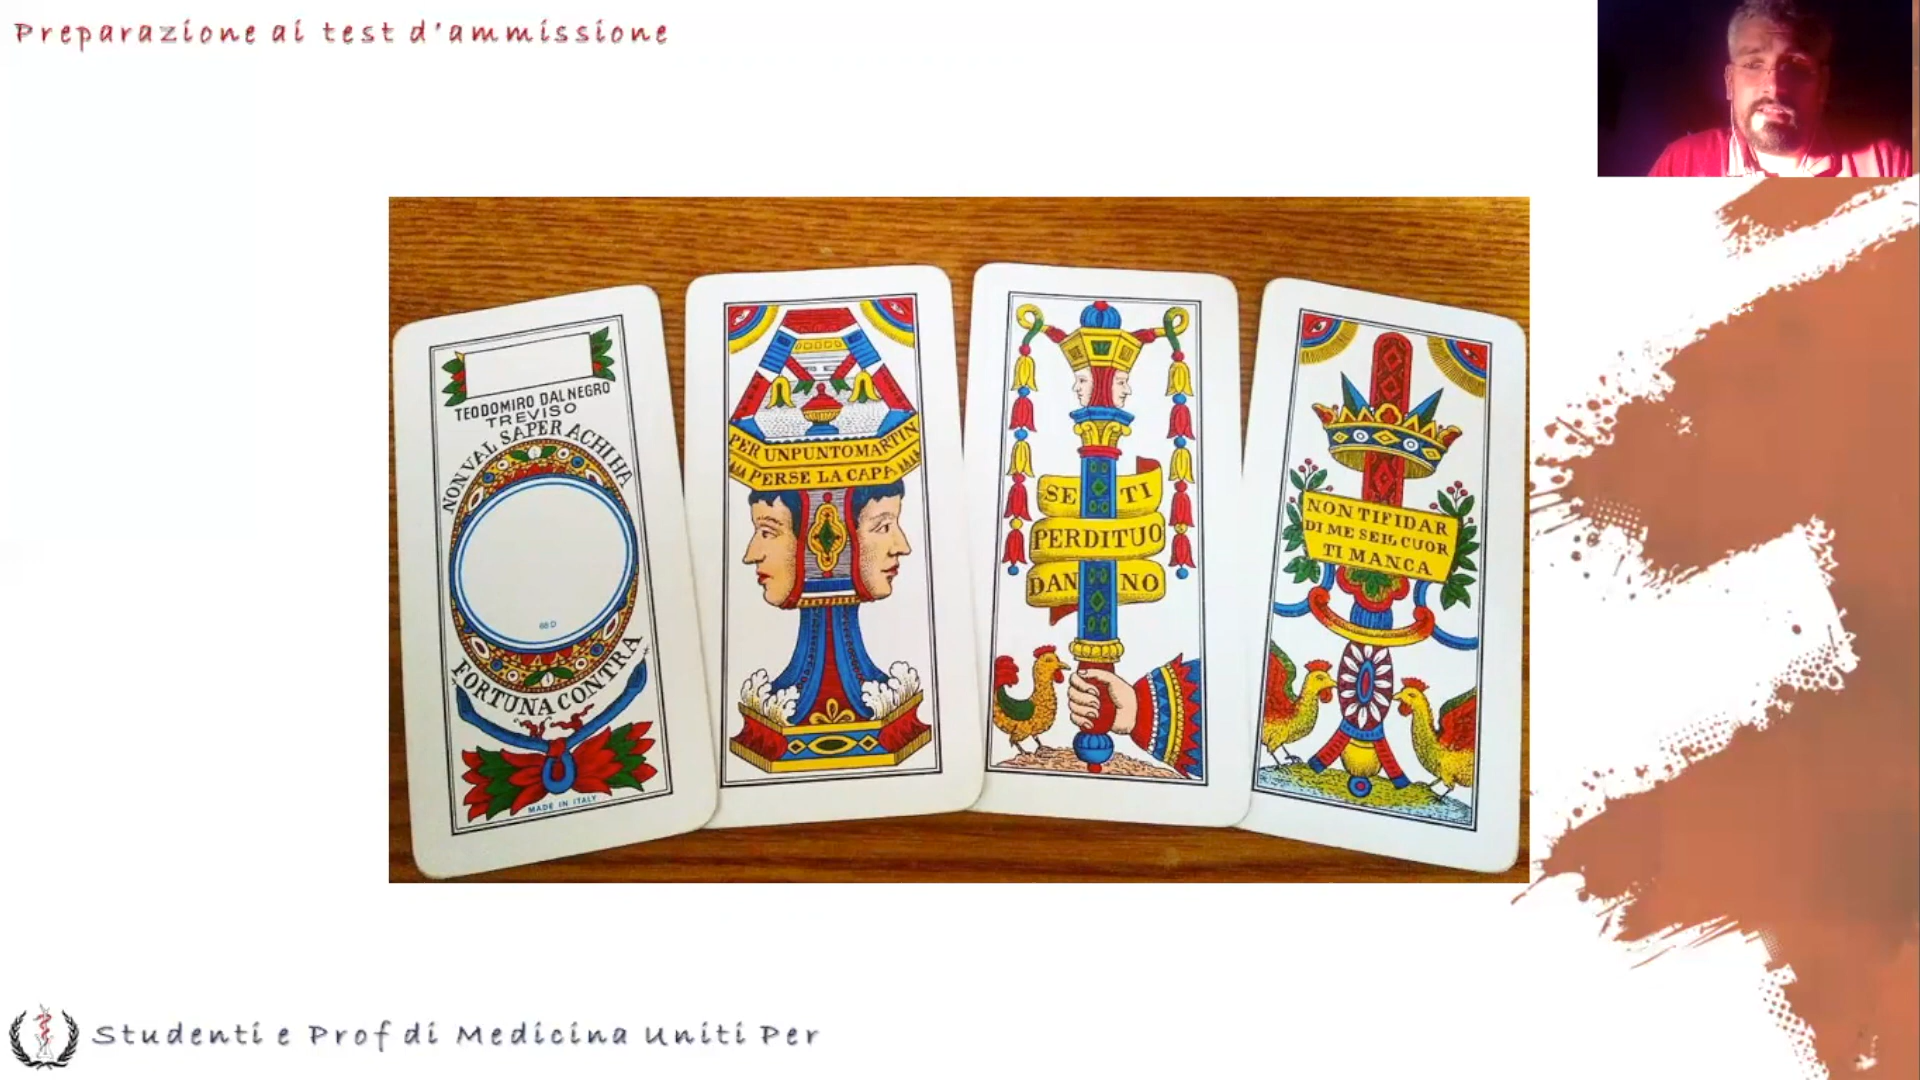 Preparazione ai test d'ammissione
TEODOMIRO DAL NEGRO
TREVISO
NON VAL SAPER A CHI HA
68 D
FORTUNA CONTRA
MADE IN ITALY
PER UN PUNTO MARTIN
PERSE LA CAPA
SE TI
PERDI TUO
DANNO
NON TI FIDAR
DI ME SE IL CUOR
TI MANCA
Studenti e Prof di Medicina Uniti Per